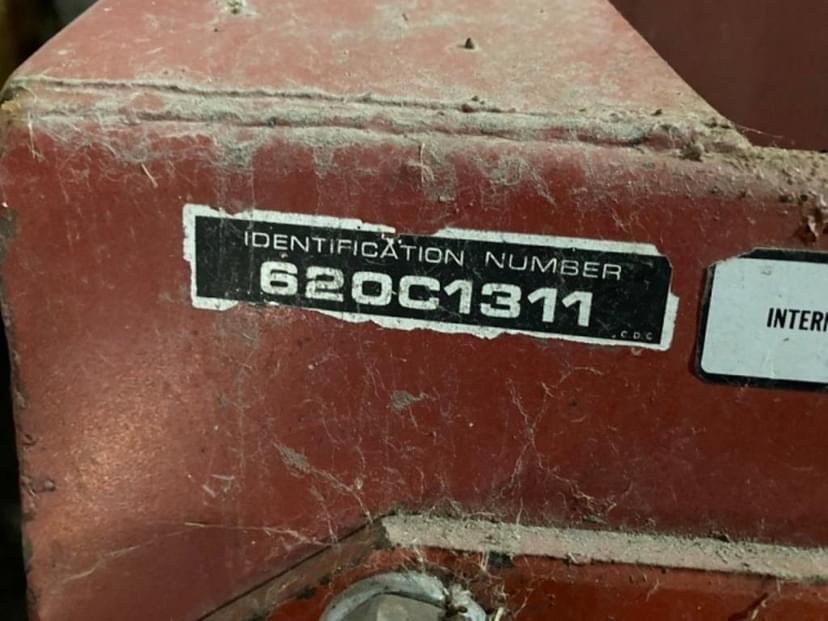 IDENTIFICATION NUMBER
620C1311
.C.D.G
INTERN